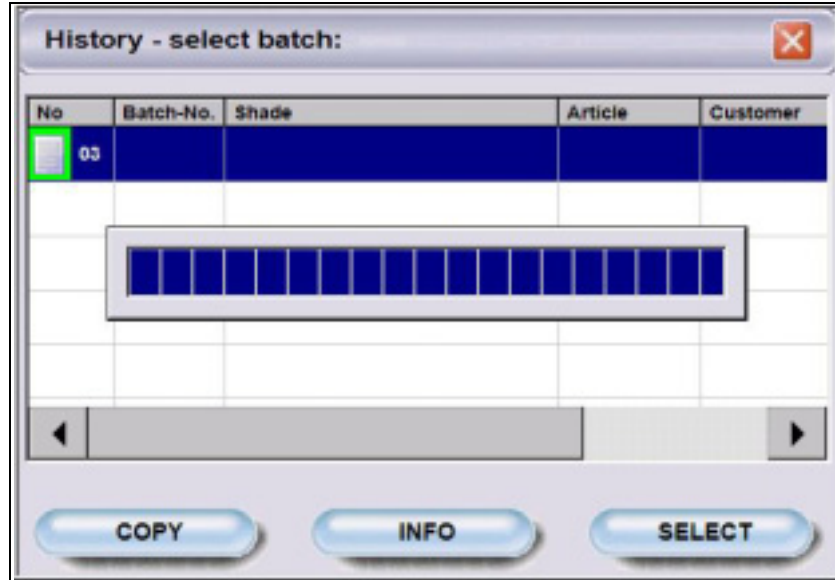 History - select batch:
No Batch-No. Shade Article Customer
03
COPY INFO SELECT